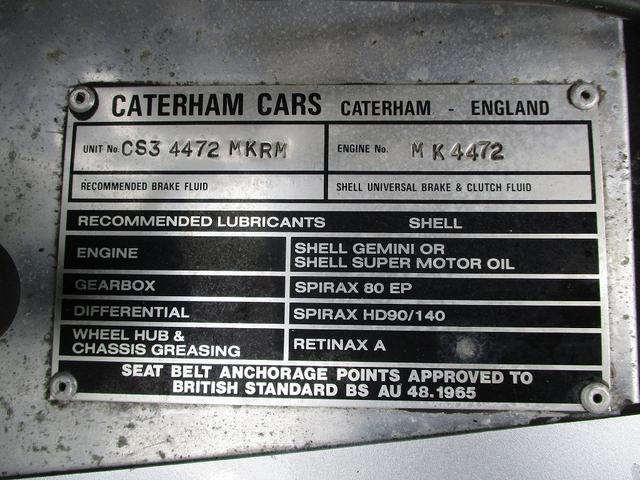 CATERHAM CARS CATERHAM - ENGLAND
UNIT No. CS3 4472 MKRM ENGINE No. MK4472
RECOMMENDED BRAKE FLUID SHELL UNIVERSAL BRAKE & CLUTCH FLUID
RECOMMENDED LUBRICANTS SHELL
ENGINE SHELL GEMINI OR
SHELL SUPER MOTOR OIL
GEARBOX SPIRAX 80 EP
DIFFERENTIAL SPIRAX HD90/140
WHEEL HUB &
CHASSIS GREASING RETINAX A
SEAT BELT ANCHORAGE POINTS APPROVED TO
BRITISH STANDARD BS AU 48.1965